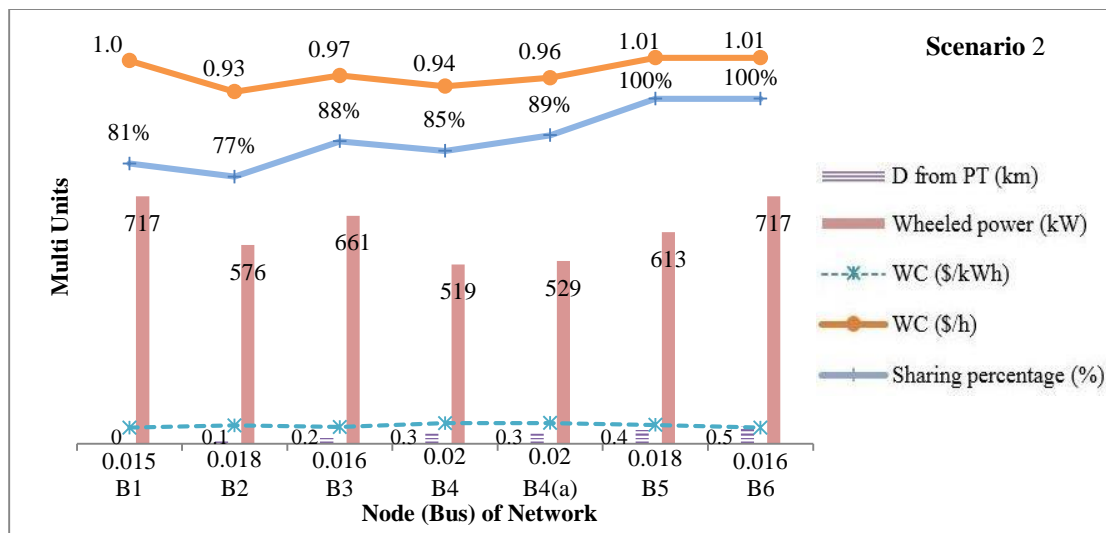 Scenario 2
1.0 0.93 0.97 0.94 0.96 1.01 1.01
81% 77% 88% 85% 89% 100% 100%
717 576 661 519 529 613 717
0 0.1 0.2 0.3 0.3 0.4 0.5
0.015 0.018 0.016 0.02 0.02 0.018 0.016
B1 B2 B3 B4 B4(a) B5 B6
Node (Bus) of Network
Multi Units
D from PT (km)
Wheeled power (kW)
WC ($/kWh)
WC ($/h)
Sharing percentage (%)